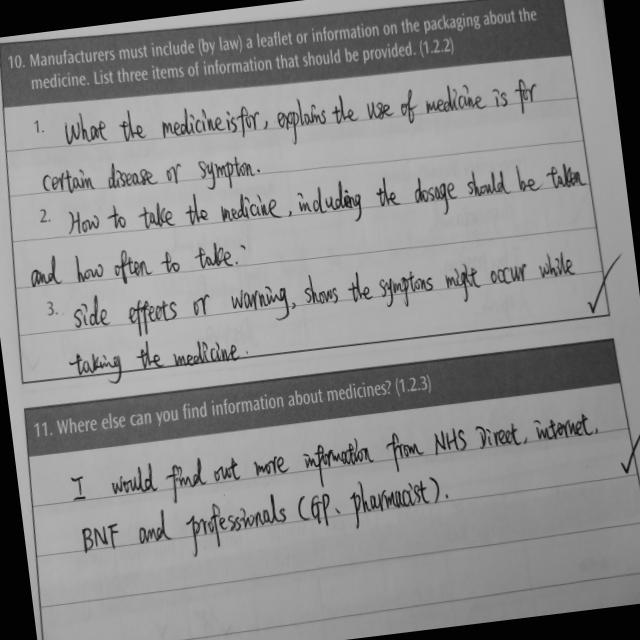 10. Manufacturers must include (by law) a leaflet or information on the packaging about the
medicine. List three items of information that should be provided. (1.2.2)
1. What the medicine is for, explains the use of medicine is for
certain disease or sympton.
2. How to take the medicine, including the dosage should be taken
and how often to take.
3. side effects or warning, shows the symptons might occur while
taking the medicine.
11. Where else can you find information about medicines? (1.2.3)
I would find out more information from NHS Direct, internet,
BNF and professionals (GP, pharmacist).